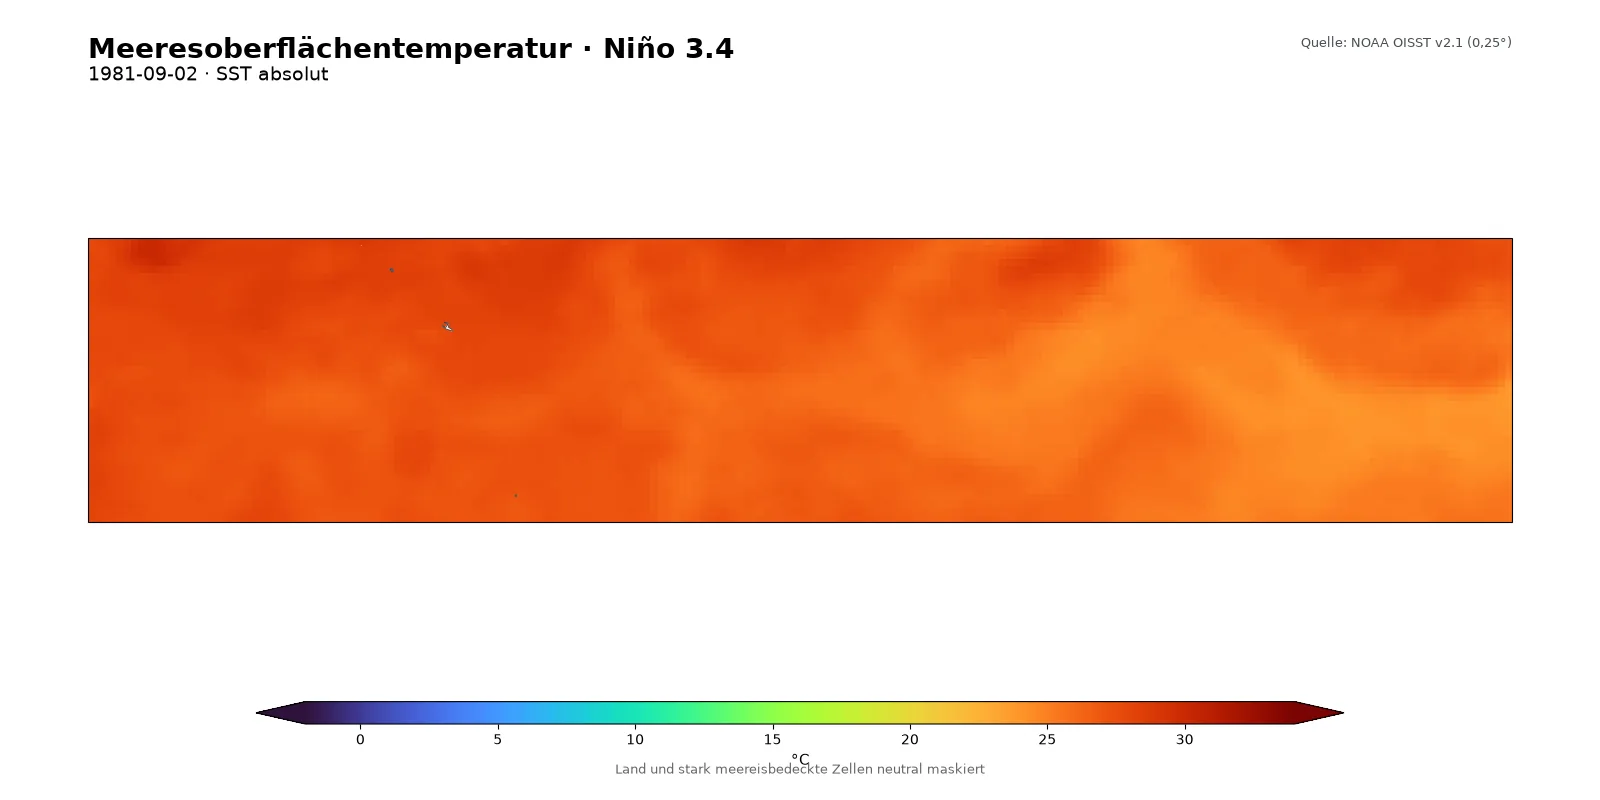 Meeresoberflächentemperatur · Niño 3.4
1981-09-02 · SST absolut
Quelle: NOAA OISST v2.1 (0,25°)
0 5 10 15 20 25 30
°C
Land und stark meereisbedeckte Zellen neutral maskiert